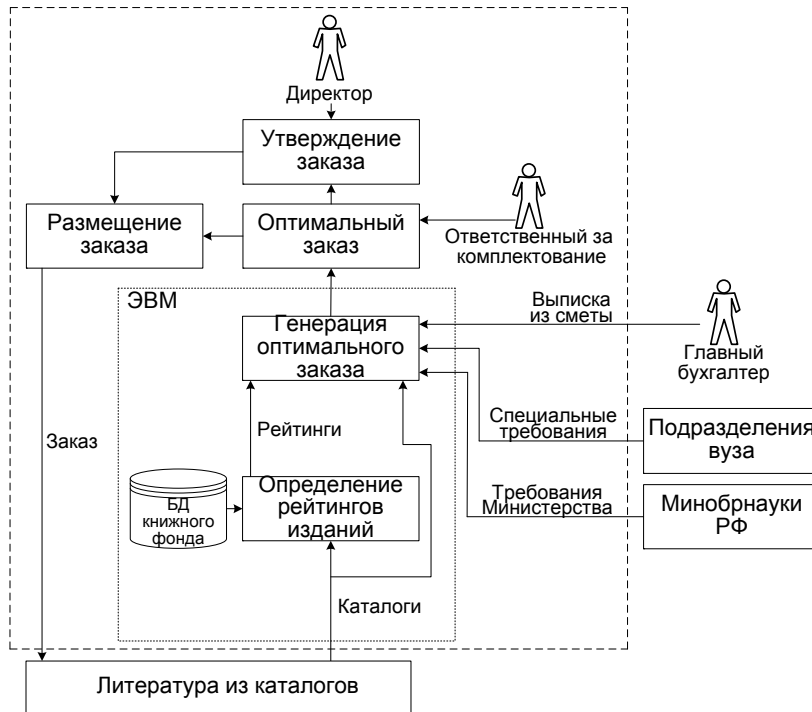 Директор
Утверждение
заказа
Размещение
заказа
Оптимальный
заказ
Ответственный за
комплектование
ЭВМ
Генерация
оптимального
заказа
Выписка
из сметы
Главный
бухгалтер
Заказ
Рейтинги
Специальные
требования
Подразделения
вуза
БД
книжного
фонда
Определение
рейтингов
изданий
Требования
Министерства
Минобрнауки
РФ
Каталоги
Литература из каталогов